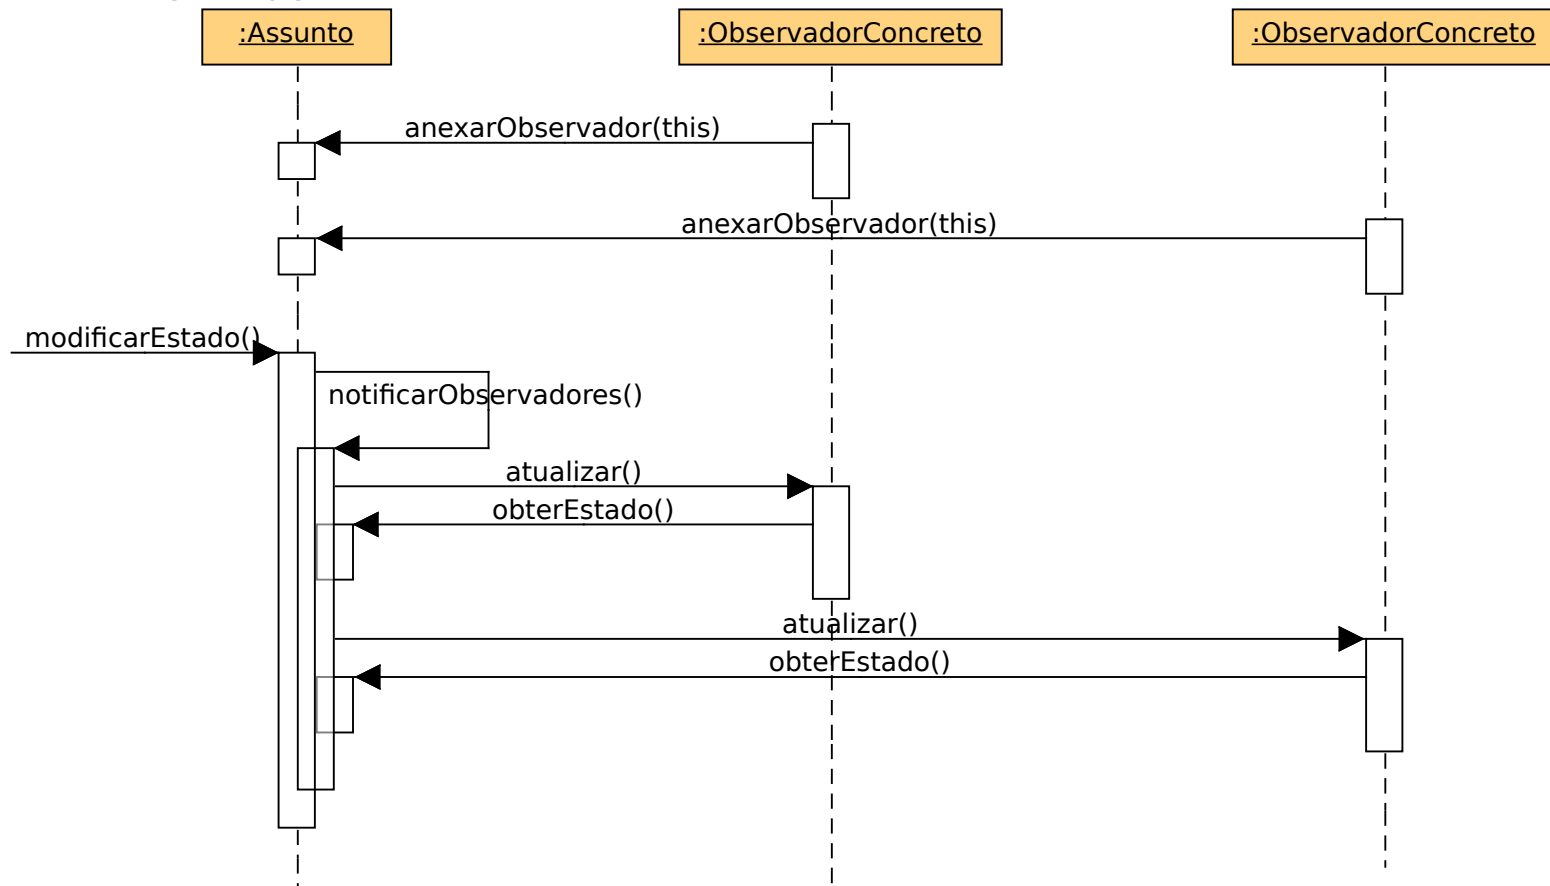 :Assunto
:ObservadorConcreto
:ObservadorConcreto
anexarObservador(this)
anexarObservador(this)
modificarEstado()
notificarObservadores()
atualizar()
obterEstado()
atualizar()
obterEstado()